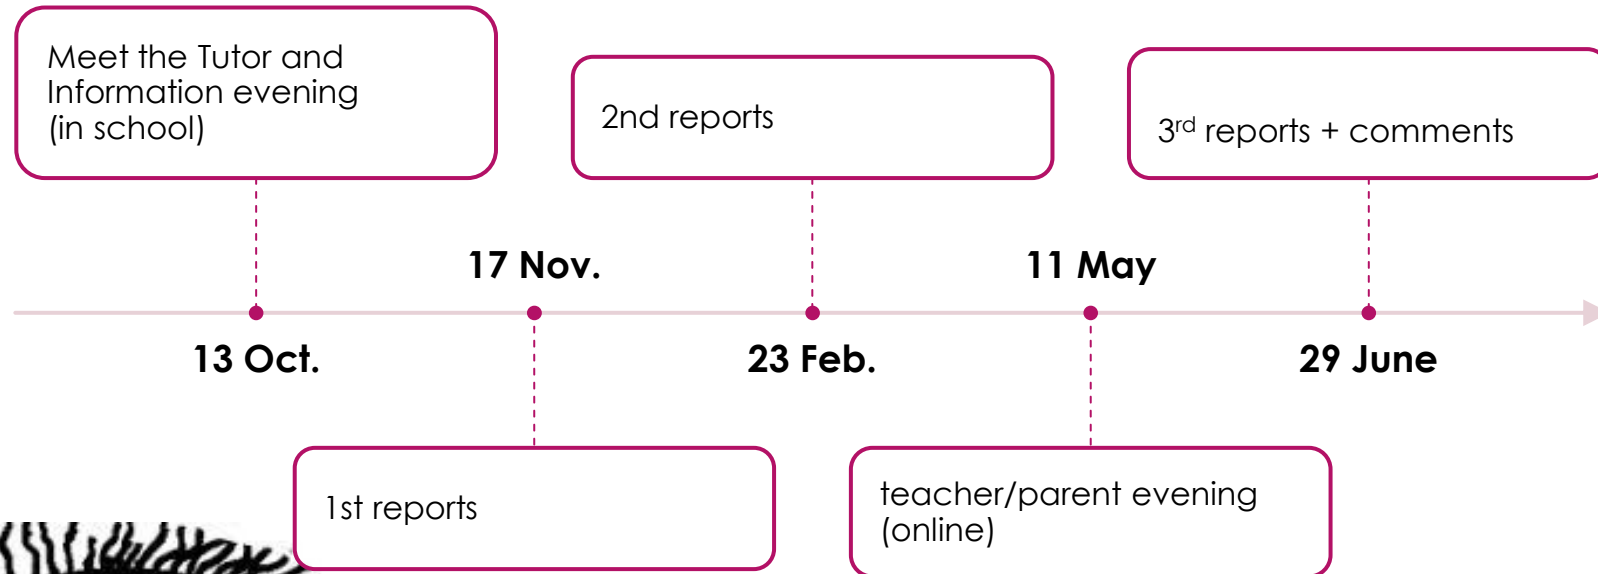 Meet the Tutor and
Information evening
(in school)
2nd reports
3rd reports + comments
17 Nov.
11 May
13 Oct.
23 Feb.
29 June
1st reports
teacher/parent evening
(online)